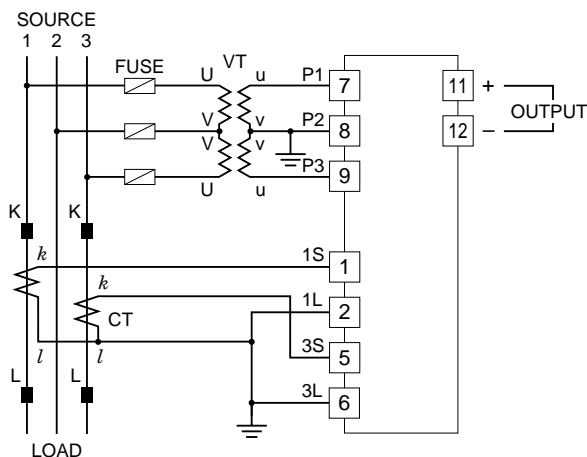 SOURCE
1 2 3
FUSE
VT
U u P1 7
V v P2 8
V v
U u P3 9
11 +
OUTPUT
12 –
K K
k 1S 1
k 1L 2
CT
l l 3S 5
L L 3L 6
LOAD